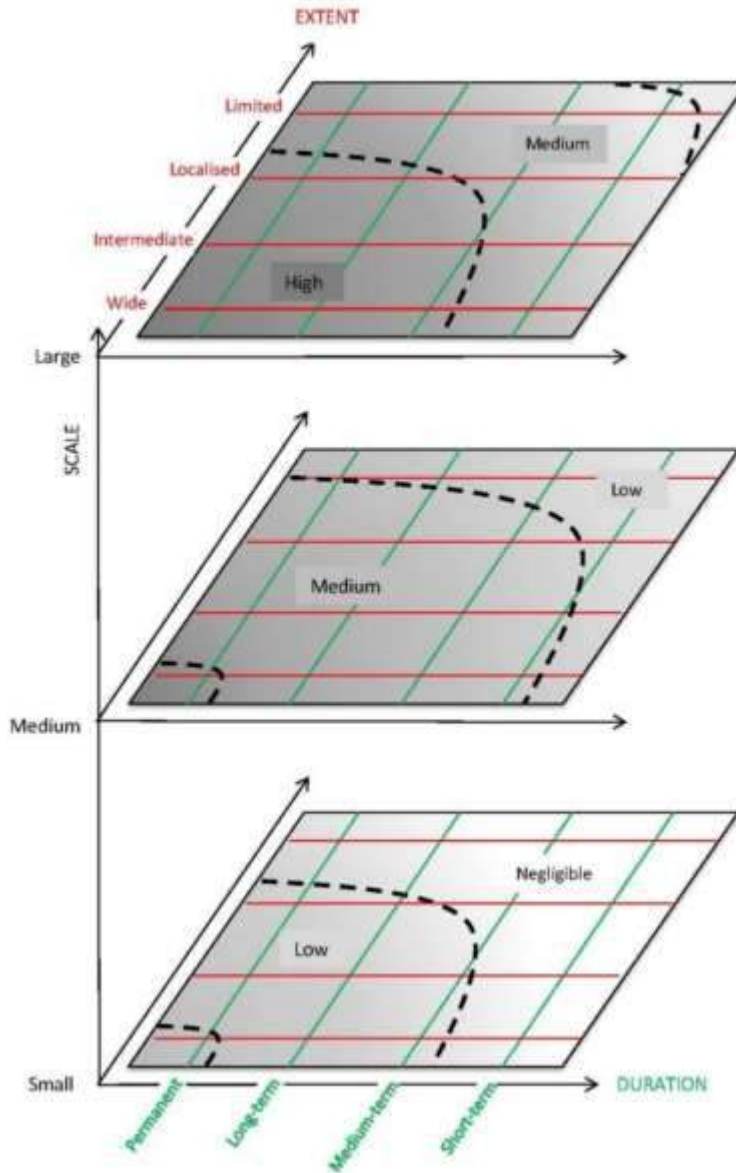 EXTENT
Limited
Medium
Localised
Intermediate
High
Wide
Large
SCALE
Low
Medium
Medium
Negligible
Low
Small
Permanent
Long-term
Medium-term
Short-term
DURATION